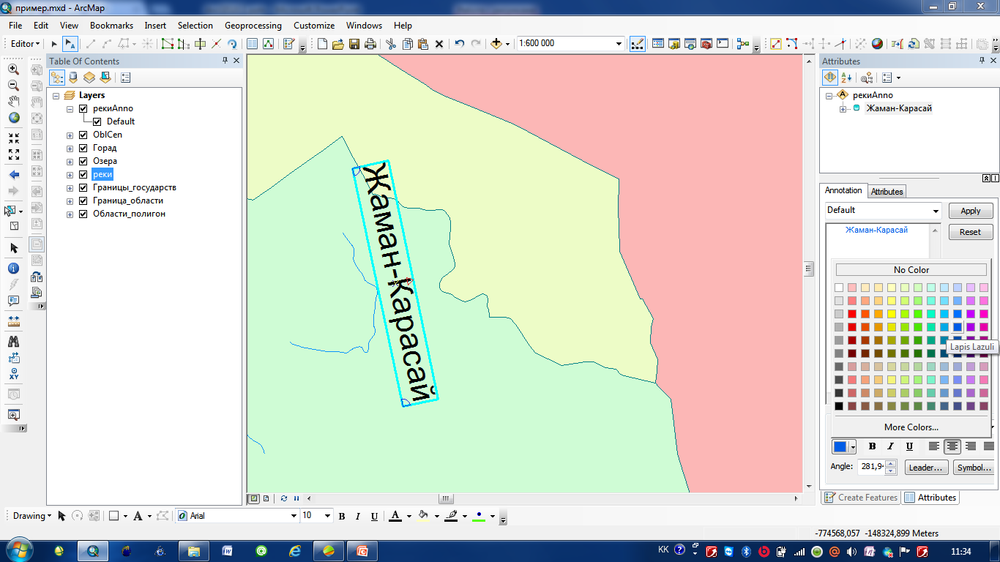 пример.mxd - ArcMap
File Edit View Bookmarks Insert Selection Geoprocessing Customize Windows Help
Editor 1:600 000
Table Of Contents
Layers
рекиAnno
Default
OblCen
Горад
Озера
реки
Границы_государств
Граница_области
Области_полигон
Жаман-Карасай
Attributes
рекиAnno
Жаман-Карасай
Annotation Attributes
Default Apply
Жаман-Карасай Reset
No Color
Lapis Lazuli
More Colors...
B I U
Angle: 281,9 Leader... Symbol...
Create Features Attributes
Drawing A Arial 10 B I U A
-774568,057 -148324,899 Meters
KK 11:34